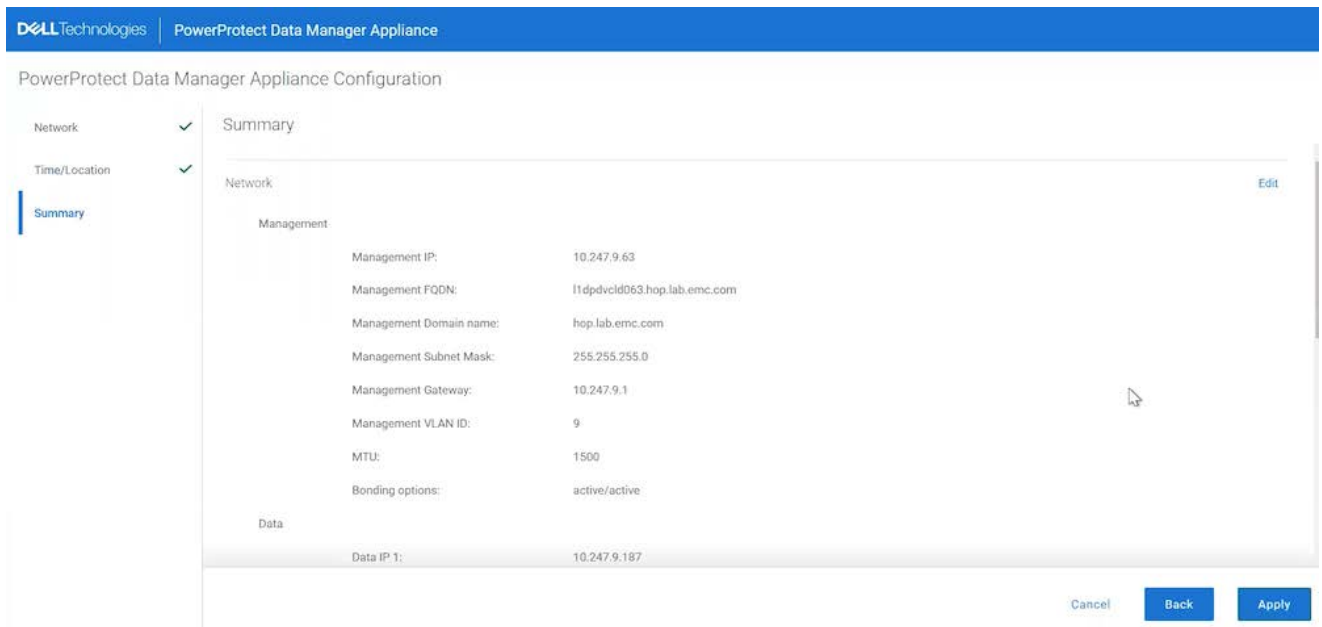 DELLTechnologies PowerProtect Data Manager Appliance
PowerProtect Data Manager Appliance Configuration
Network
Time/Location
Summary
Summary
Network Edit
Management
Management IP: 10.247.9.63
Management FQDN: l1dpdvcld063.hop.lab.emc.com
Management Domain name: hop.lab.emc.com
Management Subnet Mask: 255.255.255.0
Management Gateway: 10.247.9.1
Management VLAN ID: 9
MTU: 1500
Bonding options: active/active
Data
Data IP 1: 10.247.9.187
Cancel Back Apply